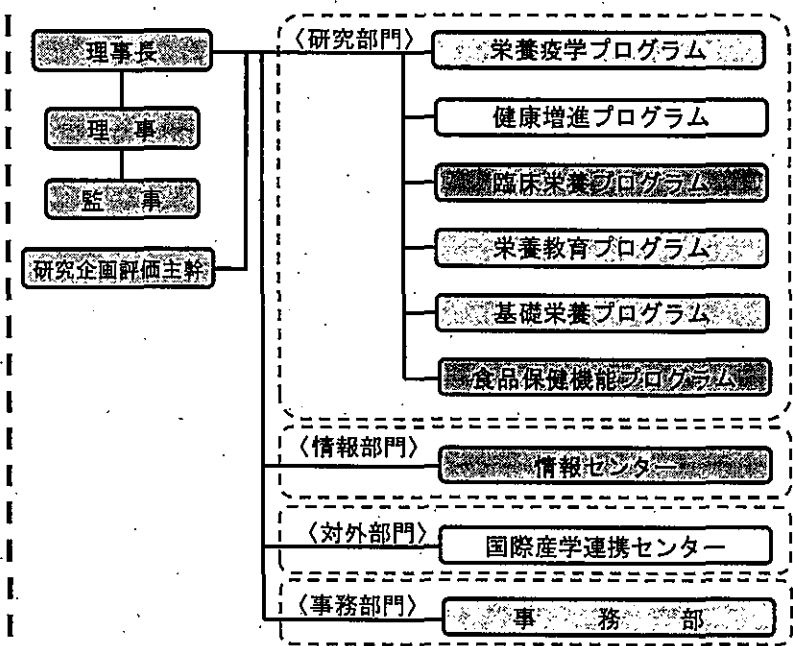 理事長
理　事
監　事
研究企画評価主幹
〈研究部門〉
栄養疫学プログラム
健康増進プログラム
臨床栄養プログラム
栄養教育プログラム
基礎栄養プログラム
食品保健機能プログラム
〈情報部門〉
情報センター
〈対外部門〉
国際産学連携センター
〈事務部門〉
事　務　部